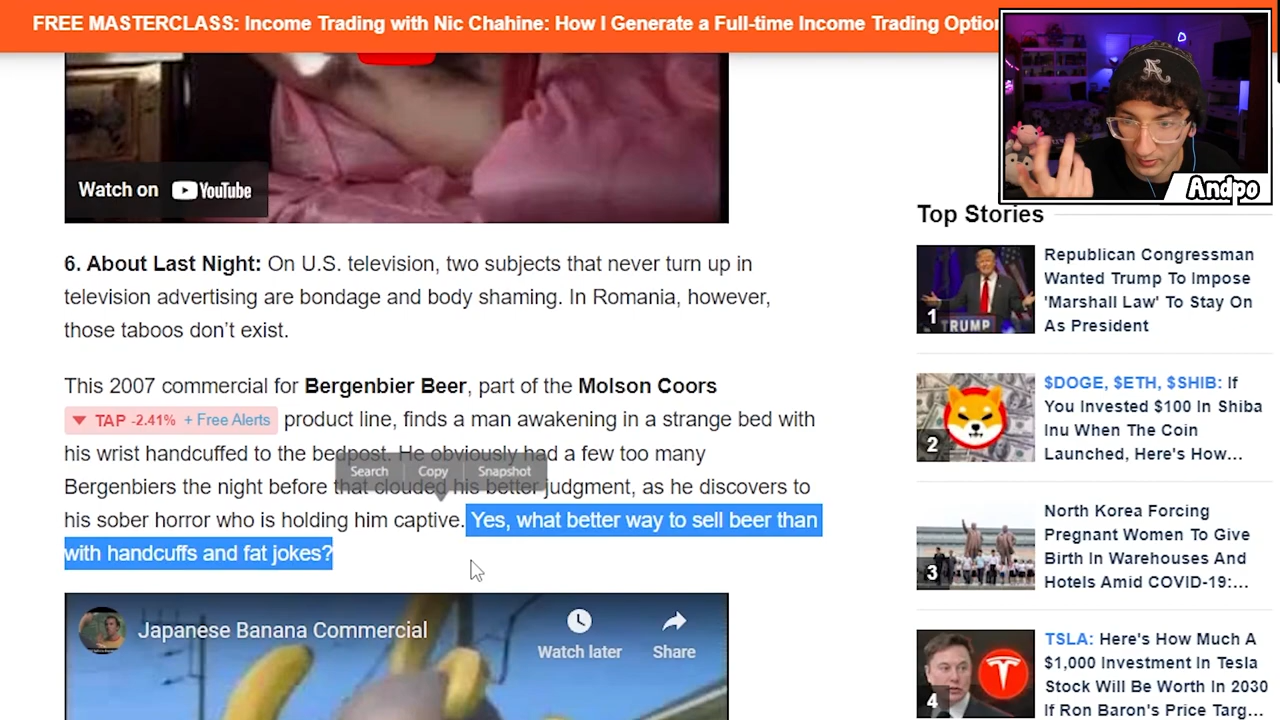 FREE MASTERCLASS: Income Trading with Nic Chahine: How I Generate a Full-time Income Trading
Andpo
Watch on YouTube
6. About Last Night: On U.S. television, two subjects that never turn up in
television advertising are bondage and body shaming. In Romania, however,
those taboos don’t exist.
This 2007 commercial for Bergenbier Beer, part of the Molson Coors
TAP -2.41% + Free Alerts product line, finds a man awakening in a strange bed with
his wrist handcuffed to the bedpost. He obviously had a few too many
Search Copy Snapshot
Bergenbiers the night before that clouded his better judgment, as he discovers to
his sober horror who is holding him captive. Yes, what better way to sell beer than
with handcuffs and fat jokes?
Japanese Banana Commercial
Watch later
Share
Top Stories
1
TRUMP
Republican Congressman
Wanted Trump To Impose
'Marshall Law' To Stay On
As President
2
$DOGE, $ETH, $SHIB: If
You Invested $100 In Shiba
Inu When The Coin
Launched, Here's How...
3
North Korea Forcing
Pregnant Women To Give
Birth In Warehouses And
Hotels Amid COVID-19:...
4
TSLA: Here's How Much A
$1,000 Investment In Tesla
Stock Will Be Worth In 2030
If Ron Baron's Price Targ...